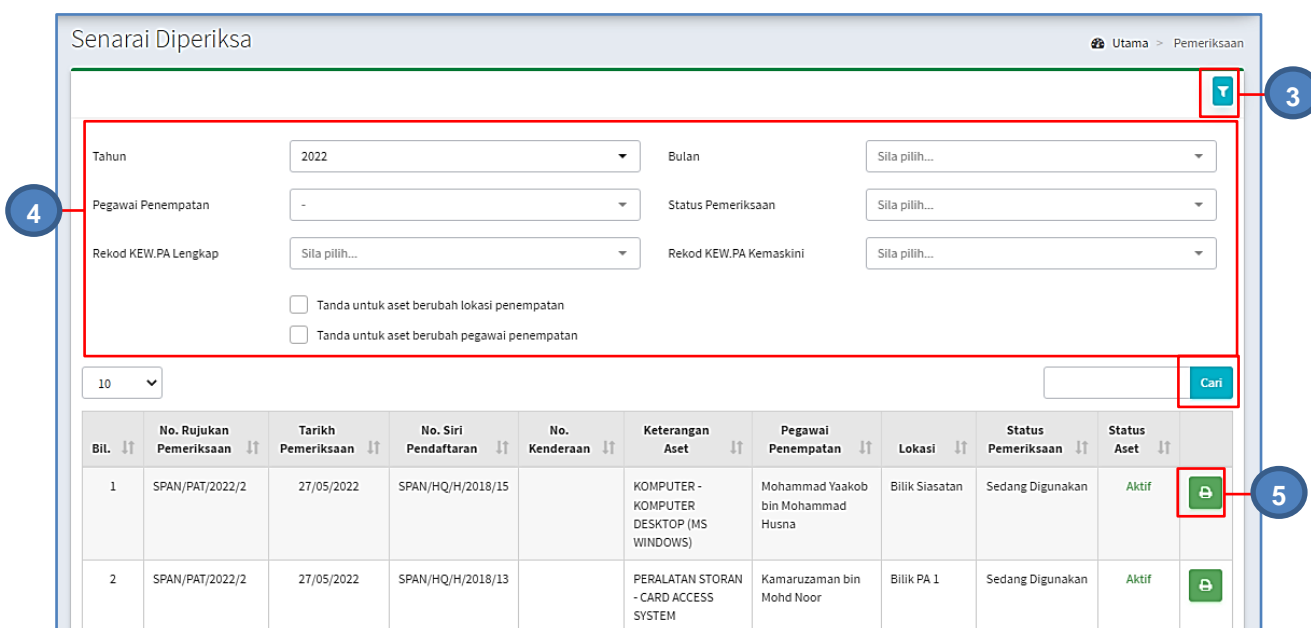 Senarai Diperiksa
Utama > Pemeriksaan
3
Tahun 2022 Bulan Sila pilih...
4
Pegawai Penempatan - Status Pemeriksaan Sila pilih...
Rekod KEW.PA Lengkap Sila pilih... Rekod KEW.PA Kemaskini Sila pilih...
Tanda untuk aset berubah lokasi penempatan
Tanda untuk aset berubah pegawai penempatan
10 Cari
Bil. No. Rujukan Pemeriksaan Tarikh Pemeriksaan No. Siri Pendaftaran No. Kenderaan Keterangan Aset Pegawai Penempatan Lokasi Status Pemeriksaan Status Aset
1 SPAN/PAT/2022/2 27/05/2022 SPAN/HQ/H/2018/15 KOMPUTER - Mohammad Yaakob Bilik Siasatan Sedang Digunakan Aktif
KOMPUTER bin Mohammad
DESKTOP (MS Husna
WINDOWS)
5
2 SPAN/PAT/2022/2 27/05/2022 SPAN/HQ/H/2018/13 PERALATAN STORAN Kamaruzaman bin Bilik PA 1 Sedang Digunakan Aktif
- CARD ACCESS Mohd Noor
SYSTEM